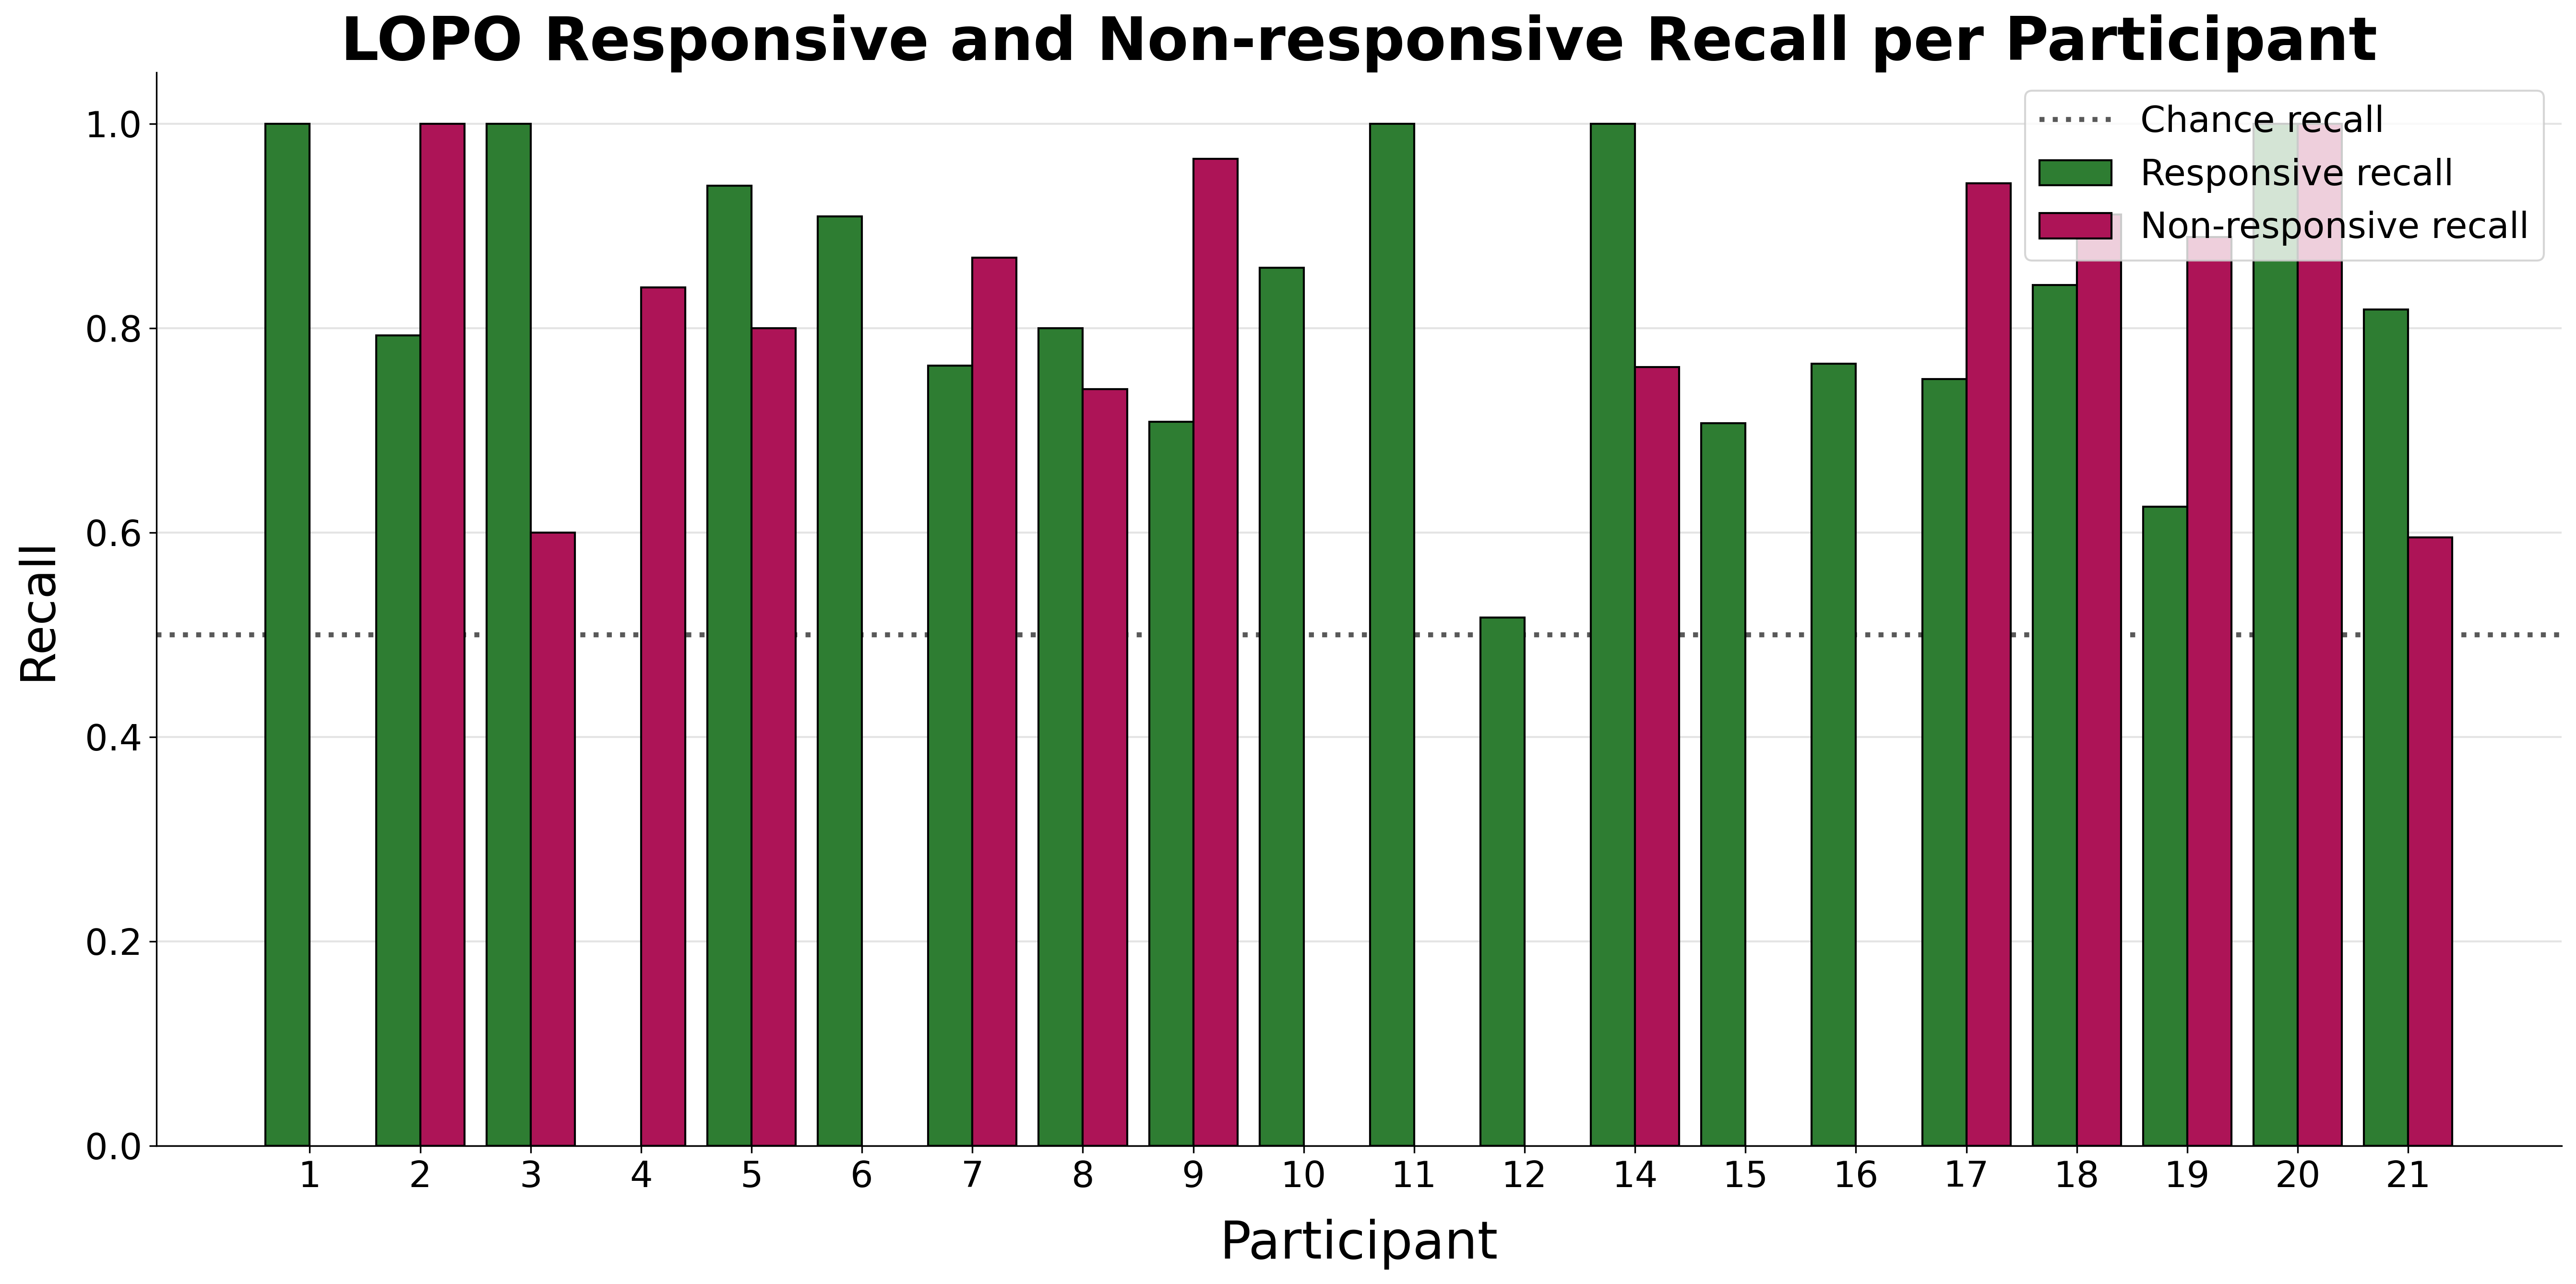 LOPO Responsive and Non-responsive Recall per Participant
Chance recall
Responsive recall
Non-responsive recall
Recall
1.0
0.8
0.6
0.4
0.2
0.0
1 2 3 4 5 6 7 8 9 10 11 12 14 15 16 17 18 19 20 21
Participant